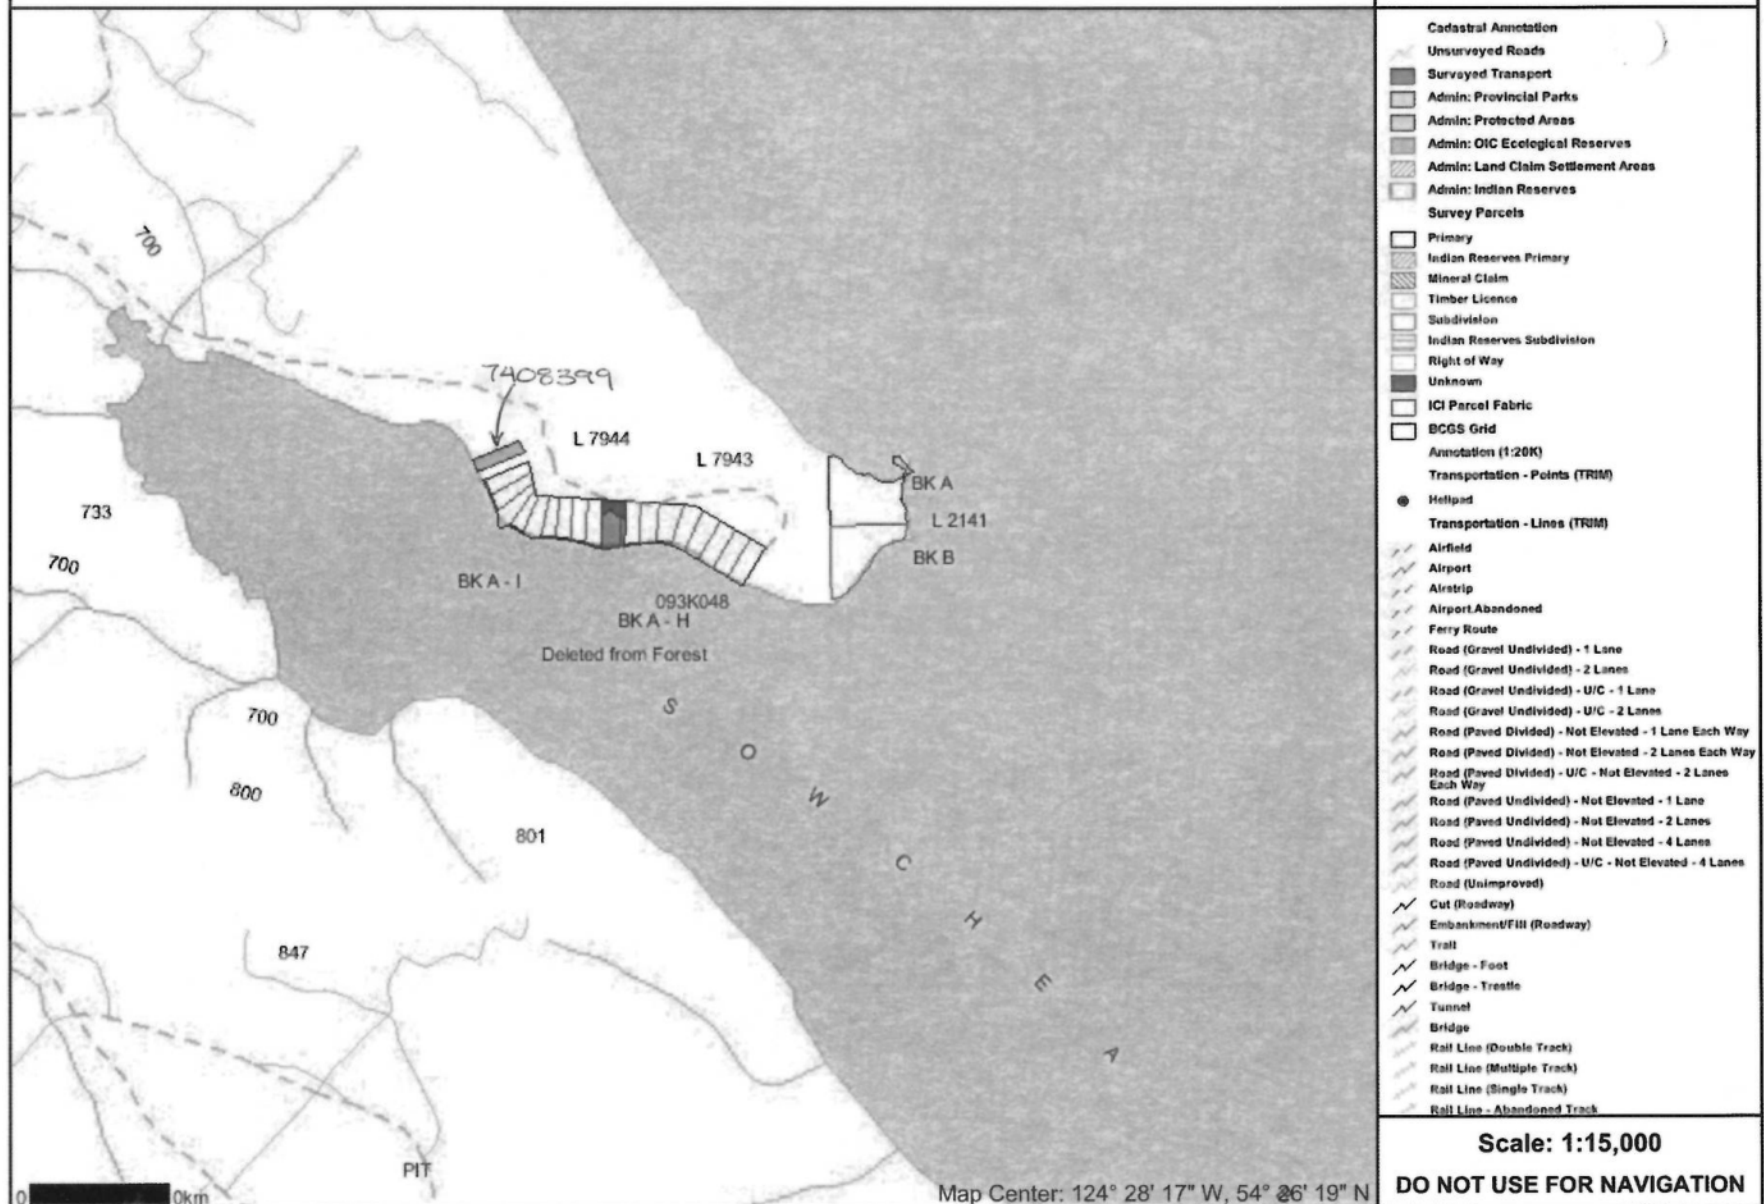 700
7408399
L 7944
L 7943
BK A
L 2141
BK B
733
700
BK A - I
093K048
BK A - H
Deleted from Forest
S O W C H E A
700
800
801
847
PIT
0 0km
Map Center: 124° 28' 17" W, 54° 26' 19" N
Cadastral Annotation
Unsurveyed Roads
Surveyed Transport
Admin: Provincial Parks
Admin: Protected Areas
Admin: OIC Ecological Reserves
Admin: Land Claim Settlement Areas
Admin: Indian Reserves
Survey Parcels
Primary
Indian Reserves Primary
Mineral Claim
Timber Licence
Subdivision
Indian Reserves Subdivision
Right of Way
Unknown
ICI Parcel Fabric
BCGS Grid
Annotation (1:20K)
Transportation - Points (TRIM)
Helipad
Transportation - Lines (TRIM)
Airfield
Airport
Airstrip
Airport.Abandoned
Ferry Route
Road (Gravel Undivided) - 1 Lane
Road (Gravel Undivided) - 2 Lanes
Road (Gravel Undivided) - U/C - 1 Lane
Road (Gravel Undivided) - U/C - 2 Lanes
Road (Paved Divided) - Not Elevated - 1 Lane Each Way
Road (Paved Divided) - Not Elevated - 2 Lanes Each Way
Road (Paved Divided) - U/C - Not Elevated - 2 Lanes
Each Way
Road (Paved Undivided) - Not Elevated - 1 Lane
Road (Paved Undivided) - Not Elevated - 2 Lanes
Road (Paved Undivided) - Not Elevated - 4 Lanes
Road (Paved Undivided) - U/C - Not Elevated - 4 Lanes
Road (Unimproved)
Cut (Roadway)
Embankment/Fill (Roadway)
Trail
Bridge - Foot
Bridge - Trestle
Tunnel
Bridge
Rail Line (Double Track)
Rail Line (Multiple Track)
Rail Line (Single Track)
Rail Line - Abandoned Track
Scale: 1:15,000
DO NOT USE FOR NAVIGATION